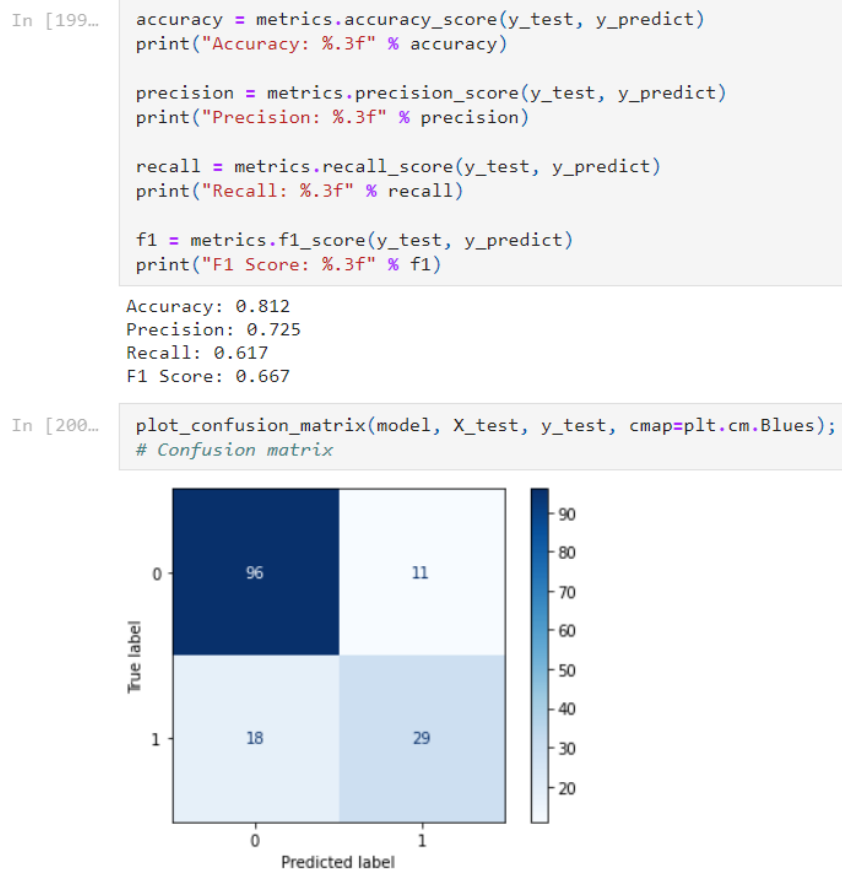 In [199…
accuracy = metrics.accuracy_score(y_test, y_predict)
print("Accuracy: %.3f" % accuracy)
precision = metrics.precision_score(y_test, y_predict)
print("Precision: %.3f" % precision)
recall = metrics.recall_score(y_test, y_predict)
print("Recall: %.3f" % recall)
f1 = metrics.f1_score(y_test, y_predict)
print("F1 Score: %.3f" % f1)
Accuracy: 0.812
Precision: 0.725
Recall: 0.617
F1 Score: 0.667
In [200…
plot_confusion_matrix(model, X_test, y_test, cmap=plt.cm.Blues);
# Confusion matrix
True label
0
96
11
1
18
29
0
1
Predicted label
90
80
70
60
50
40
30
20